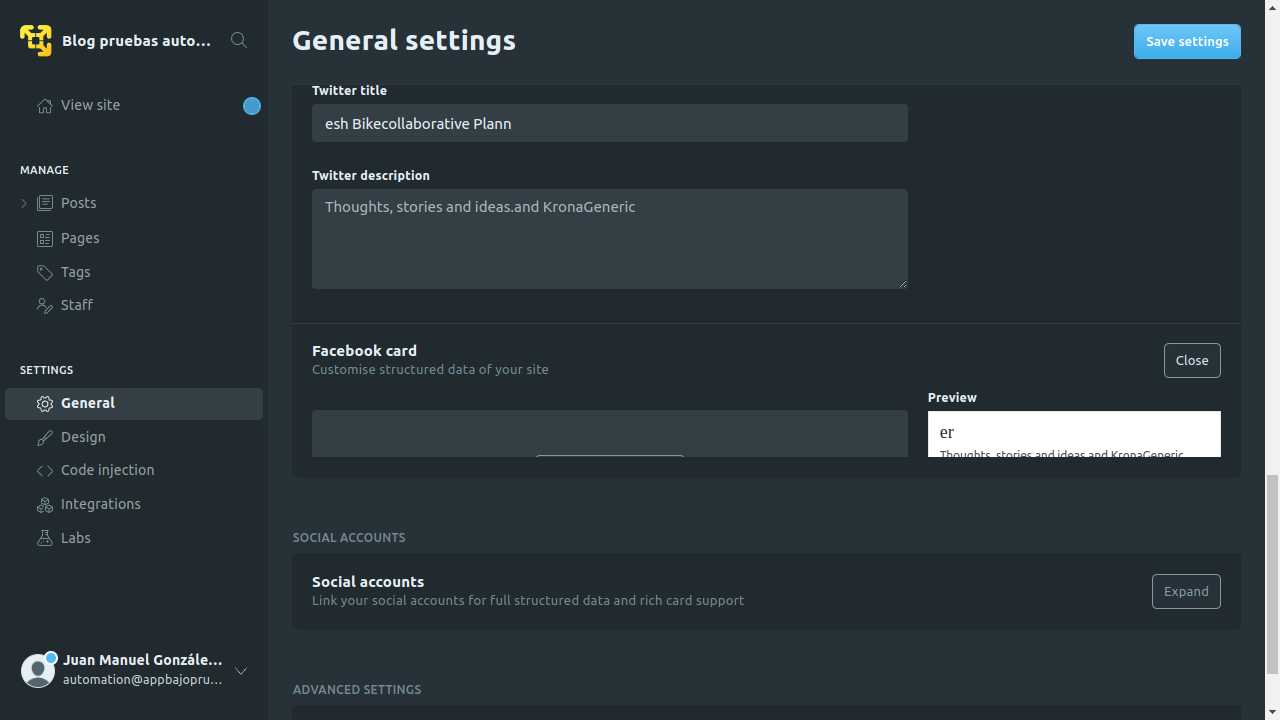 Blog pruebas auto...
View site
MANAGE
Posts
Pages
Tags
Staff
SETTINGS
General
Design
Code injection
Integrations
Labs
Juan Manuel Gonzále...
automation@appbajopru...
General settings
Save settings
Twitter title
esh Bikecollaborative Plann
Twitter description
Thoughts, stories and ideas.and KronaGeneric
Facebook card
Customise structured data of your site
Close
Preview
er
Thoughts, stories and ideas.and KronaGeneric
SOCIAL ACCOUNTS
Social accounts
Link your social accounts for full structured data and rich card support
Expand
ADVANCED SETTINGS